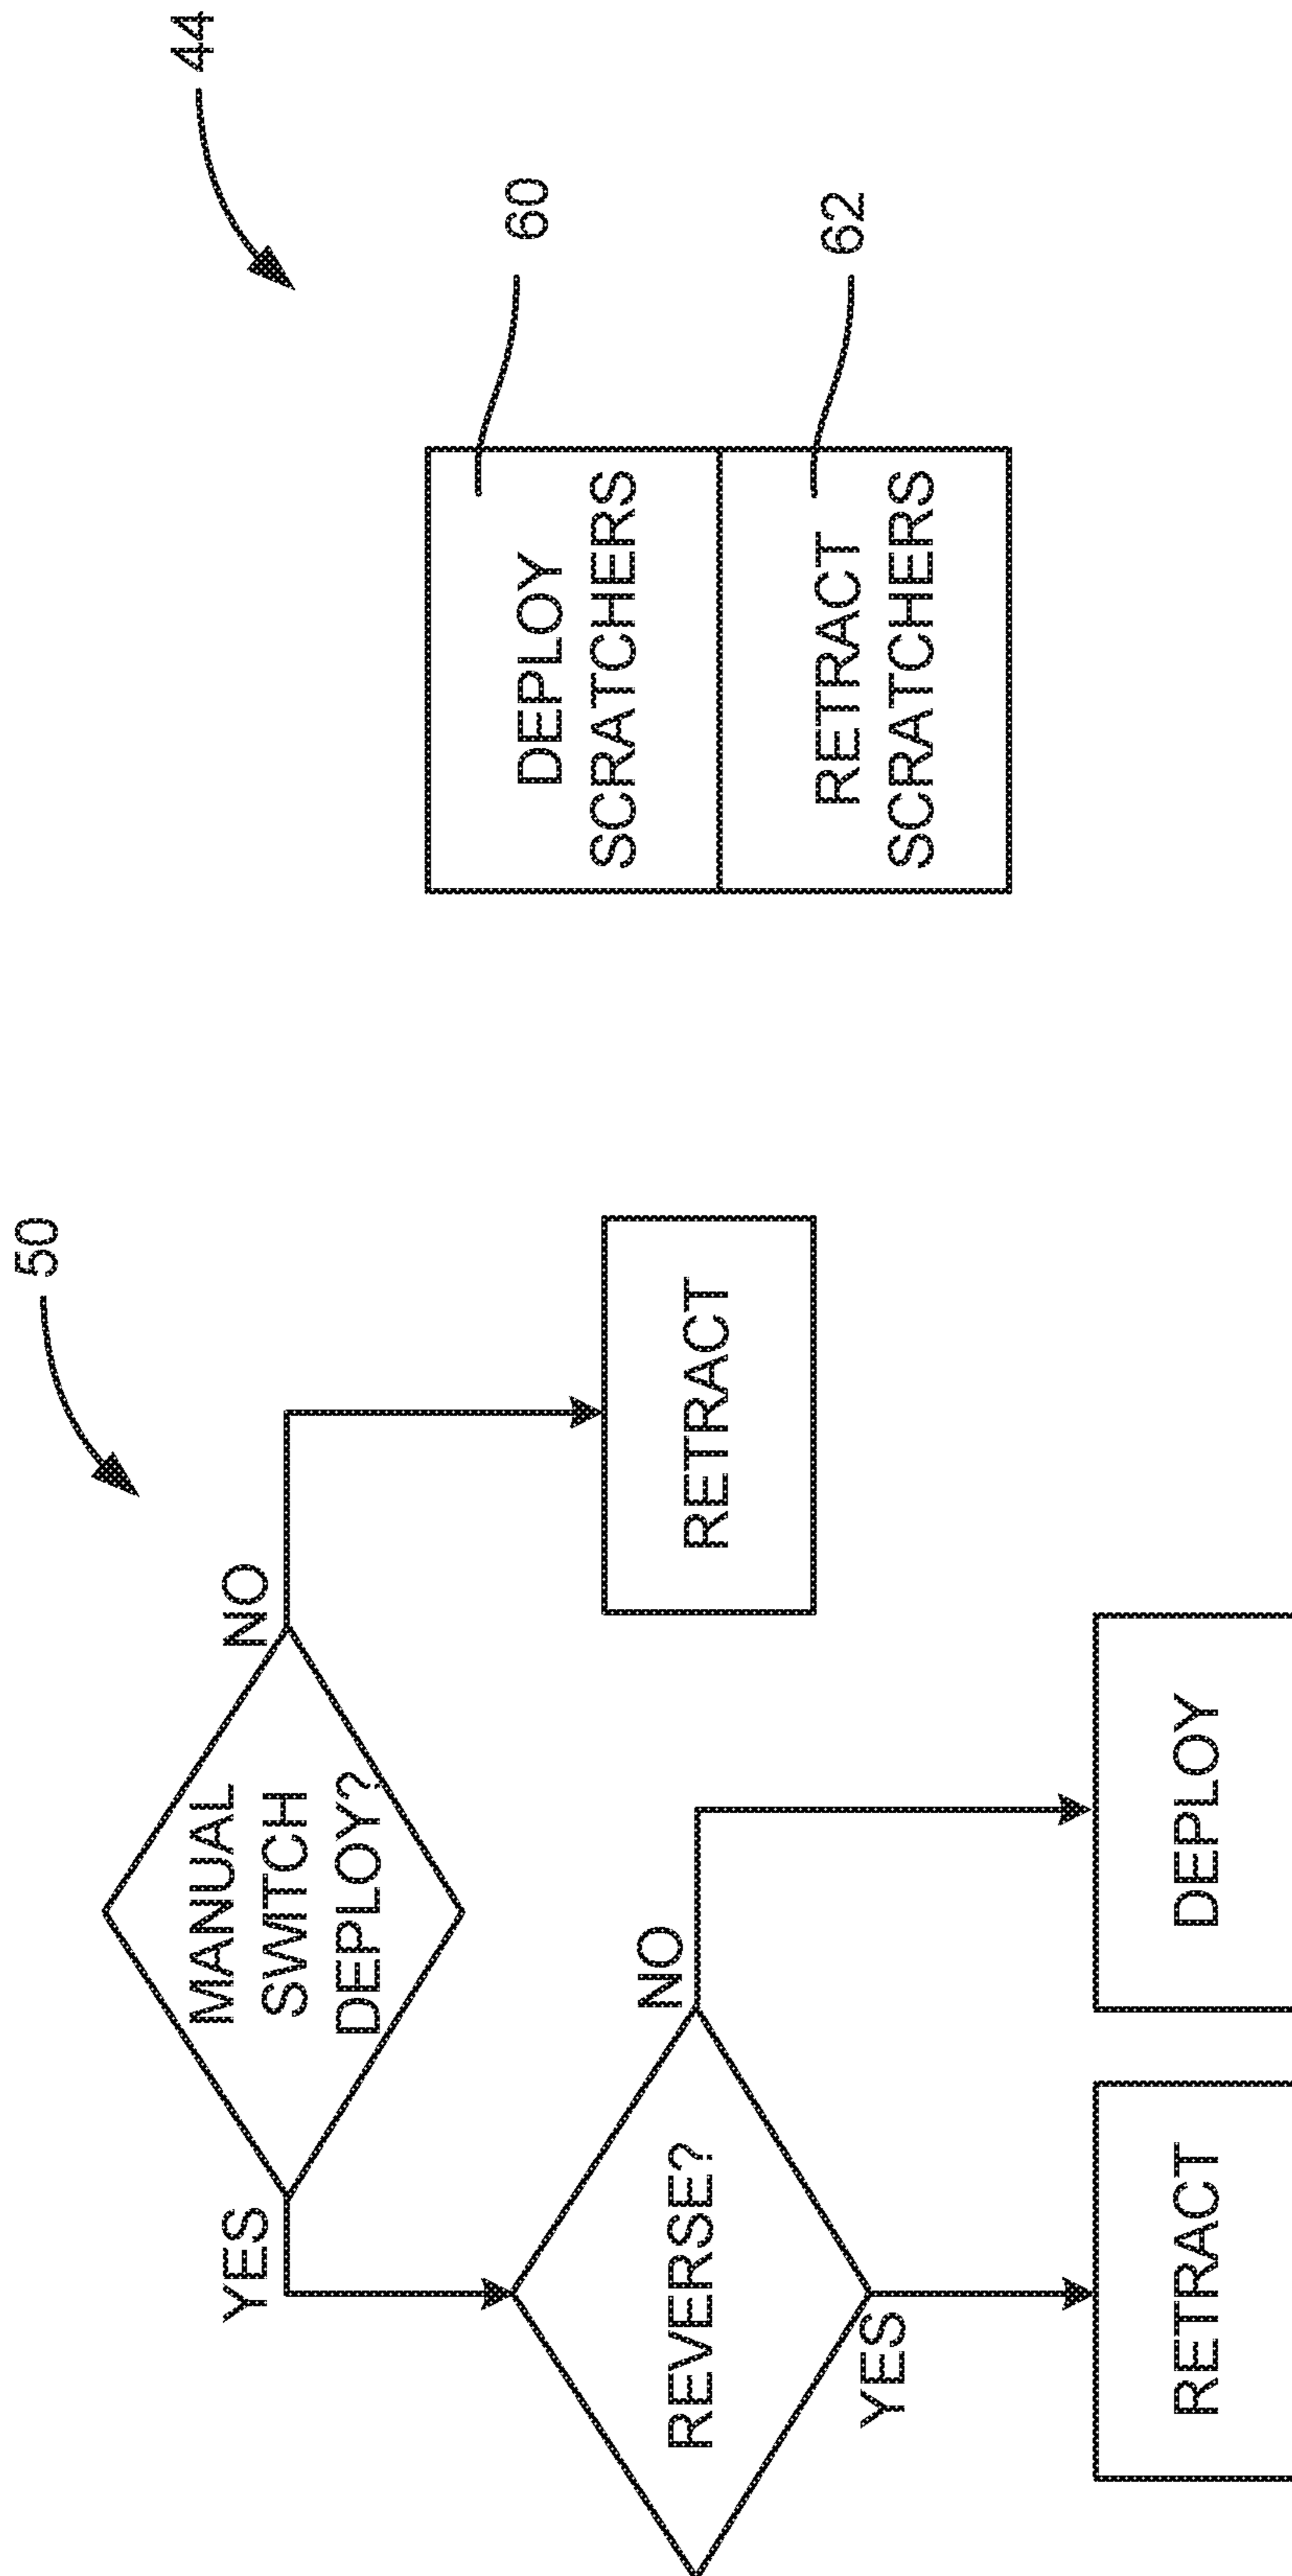 50
MANUAL
SWITCH
DEPLOY?
YES
NO
REVERSE?
RETRACT
YES
NO
RETRACT
DEPLOY
44
DEPLOY
SCRATCHERS
60
RETRACT
SCRATCHERS
62